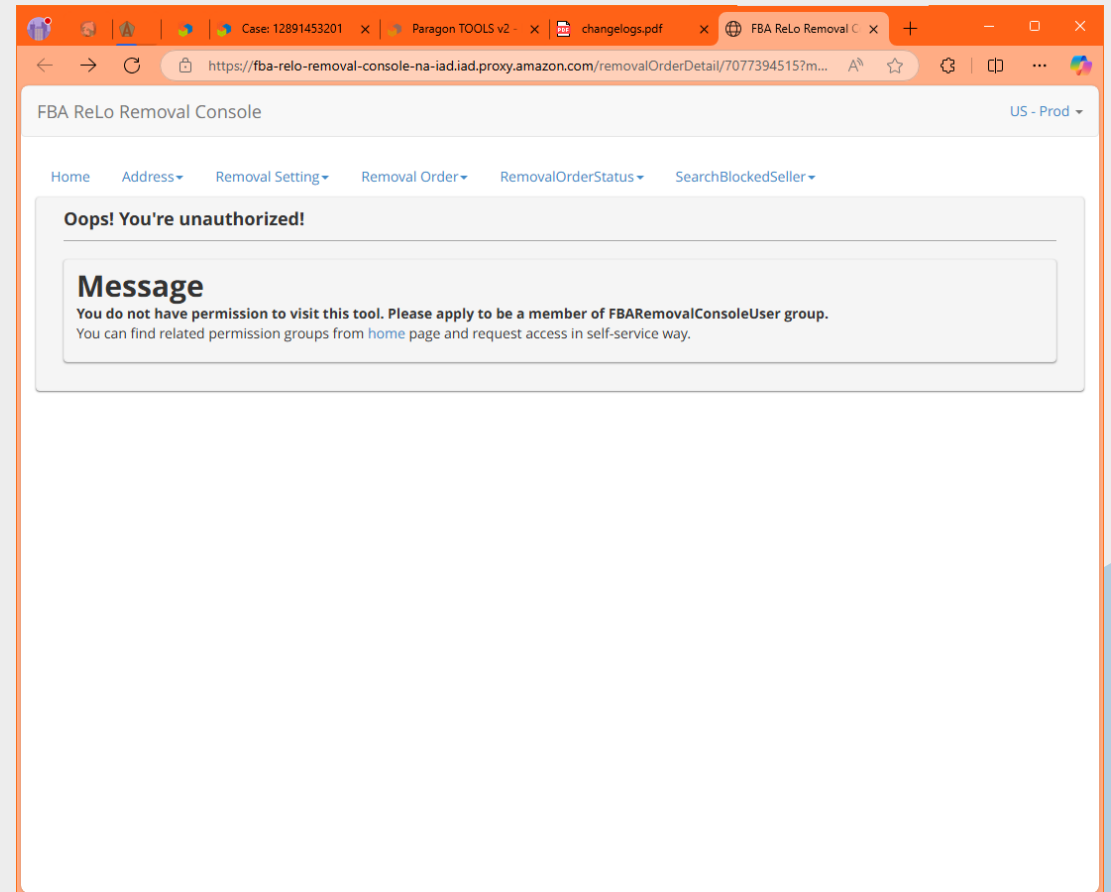 Case: 12891453201
Paragon TOOLS v2 -
changelogs.pdf
FBA ReLo Removal C
https://fba-relo-removal-console-na-iad.iad.proxy.amazon.com/removalOrderDetail/7077394515?m...
FBA ReLo Removal Console
US - Prod
Home
Address
Removal Setting
Removal Order
RemovalOrderStatus
SearchBlockedSeller
Oops! You're unauthorized!
Message
You do not have permission to visit this tool. Please apply to be a member of FBARemovalConsoleUser group.
You can find related permission groups from home page and request access in self-service way.